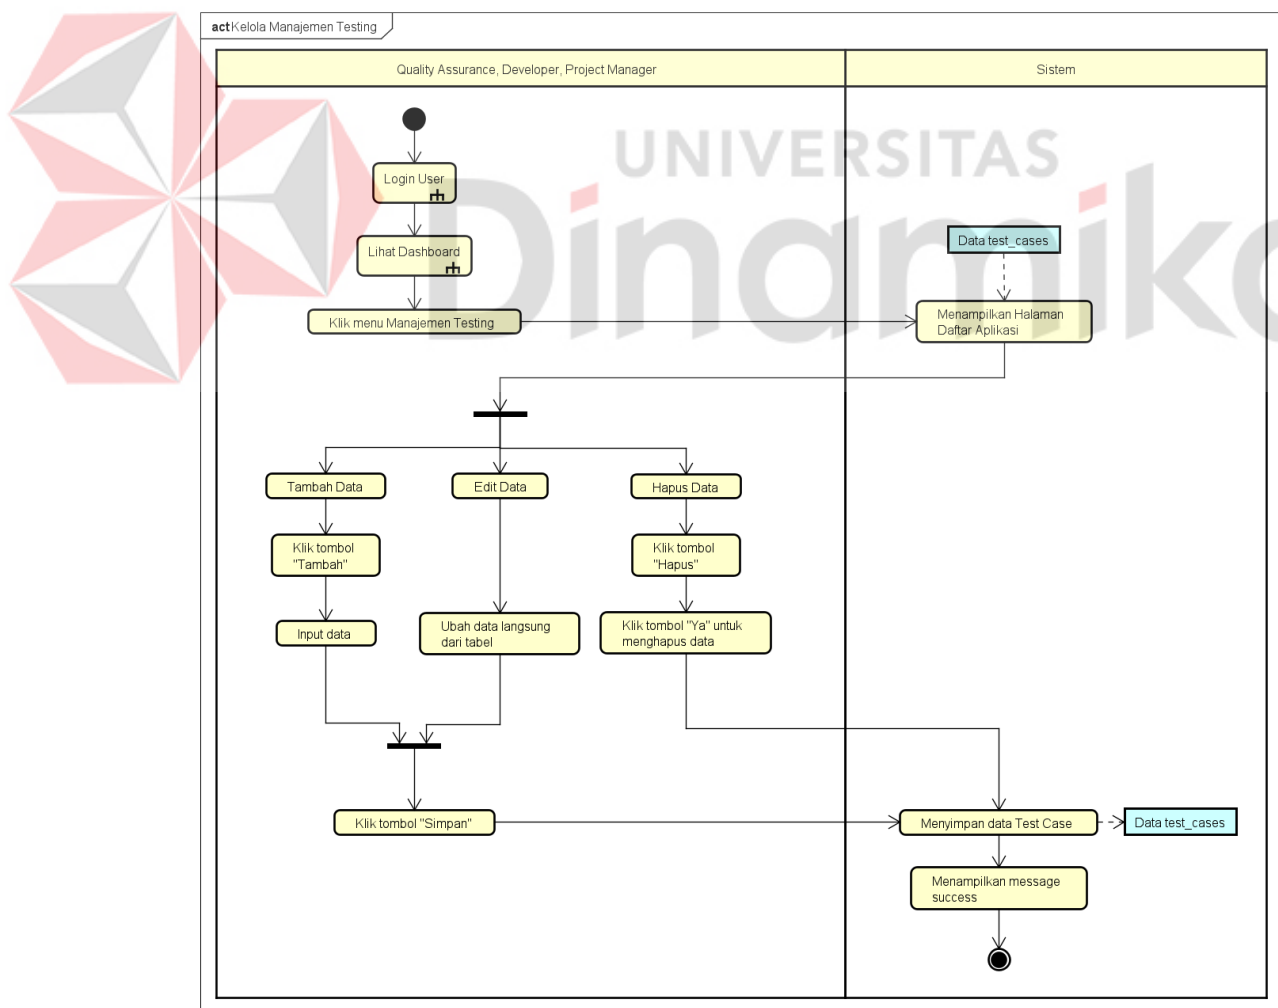 act Kelola Manajemen Testing
Quality Assurance, Developer, Project Manager
Sistem
UNIVERSITAS
Dinamika
Login User
Lihat Dashboard
Data test_cases
Klik menu Manajemen Testing
Menampilkan Halaman
Daftar Aplikasi
Tambah Data
Edit Data
Hapus Data
Klik tombol
"Tambah"
Klik tombol
"Hapus"
Input data
Ubah data langsung
dari tabel
Klik tombol "Ya" untuk
menghapus data
Klik tombol "Simpan"
Menyimpan data Test Case
Data test_cases
Menampilkan message
success